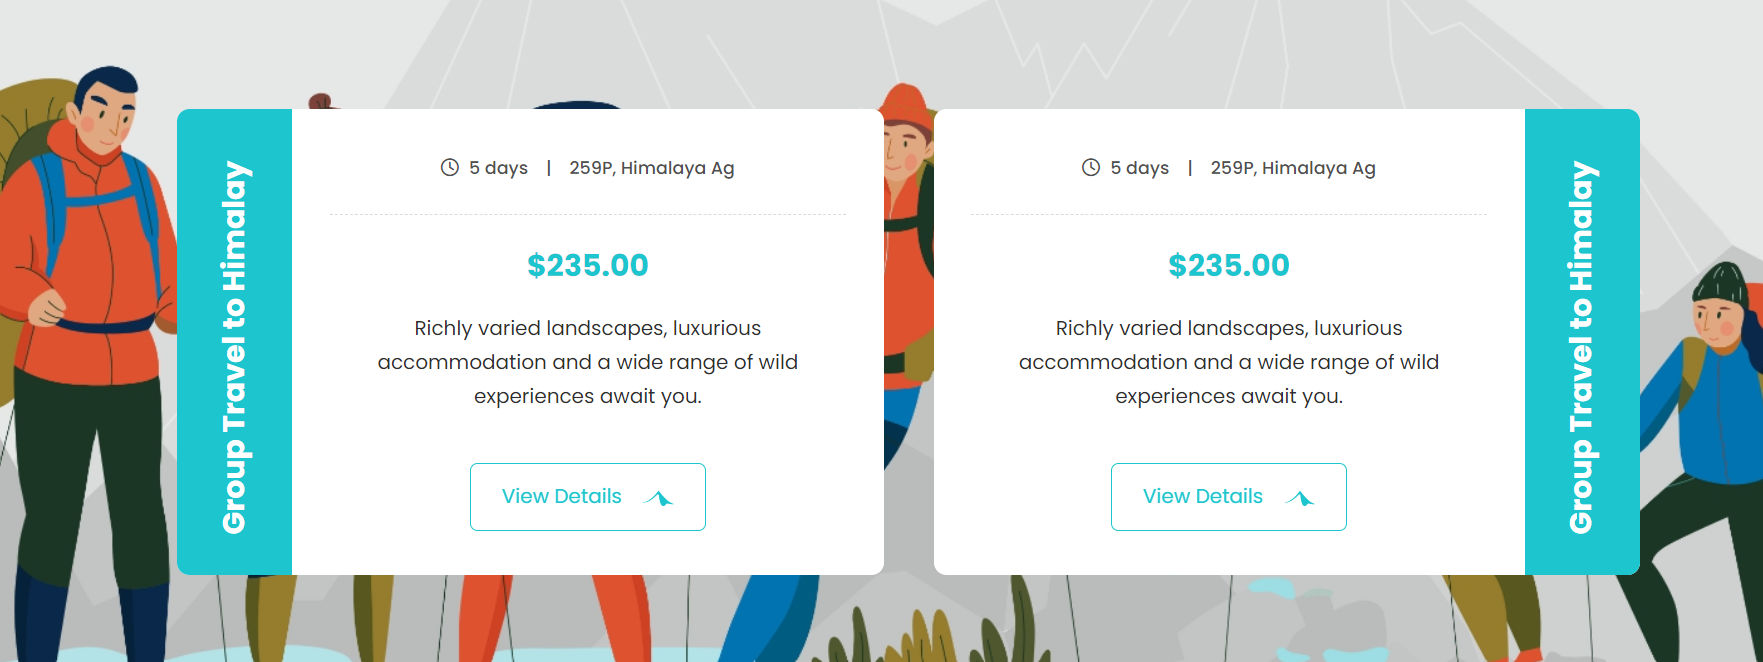 Group Travel to Himalay
5 days | 259P, Himalaya Ag
$235.00
Richly varied landscapes, luxurious
accommodation and a wide range of wild
experiences await you.
View Details
5 days | 259P, Himalaya Ag
$235.00
Richly varied landscapes, luxurious
accommodation and a wide range of wild
experiences await you.
View Details
Group Travel to Himalay